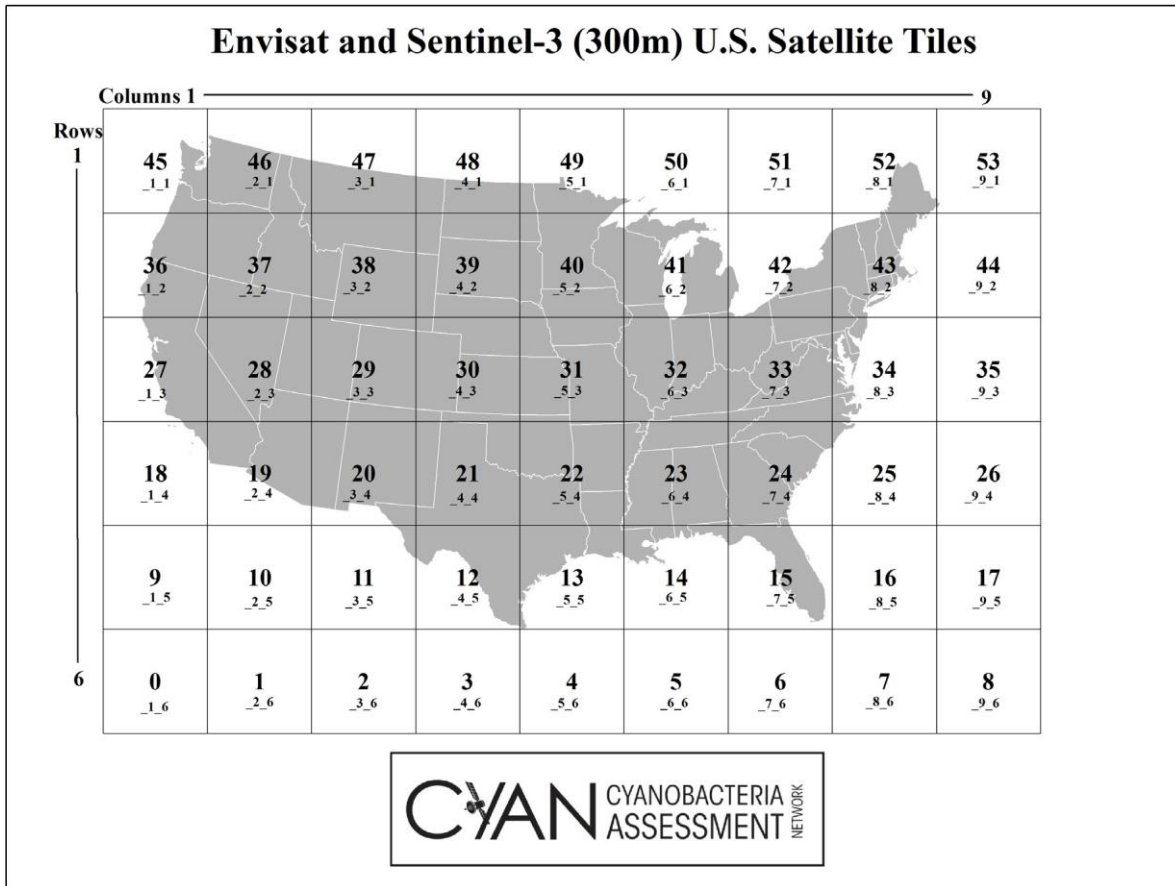 Envisat and Sentinel-3 (300m) U.S. Satellite Tiles
Columns 1 9
Rows
1
45 46 47 48 49 50 51 52 53
_1_1 _2_1 _3_1 _4_1 _5_1 _6_1 _7_1 _8_1 _9_1
36 37 38 39 40 41 42 43 44
_1_2 _2_2 _3_2 _4_2 _5_2 _6_2 _7_2 _8_2 _9_2
27 28 29 30 31 32 33 34 35
_1_3 _2_3 _3_3 _4_3 _5_3 _6_3 _7_3 _8_3 _9_3
18 19 20 21 22 23 24 25 26
_1_4 _2_4 _3_4 _4_4 _5_4 _6_4 _7_4 _8_4 _9_4
9 10 11 12 13 14 15 16 17
_1_5 _2_5 _3_5 _4_5 _5_5 _6_5 _7_5 _8_5 _9_5
6
0 1 2 3 4 5 6 7 8
_1_6 _2_6 _3_6 _4_6 _5_6 _6_6 _7_6 _8_6 _9_6
CYAN
CYANOBACTERIA
ASSESSMENT
NETWORK